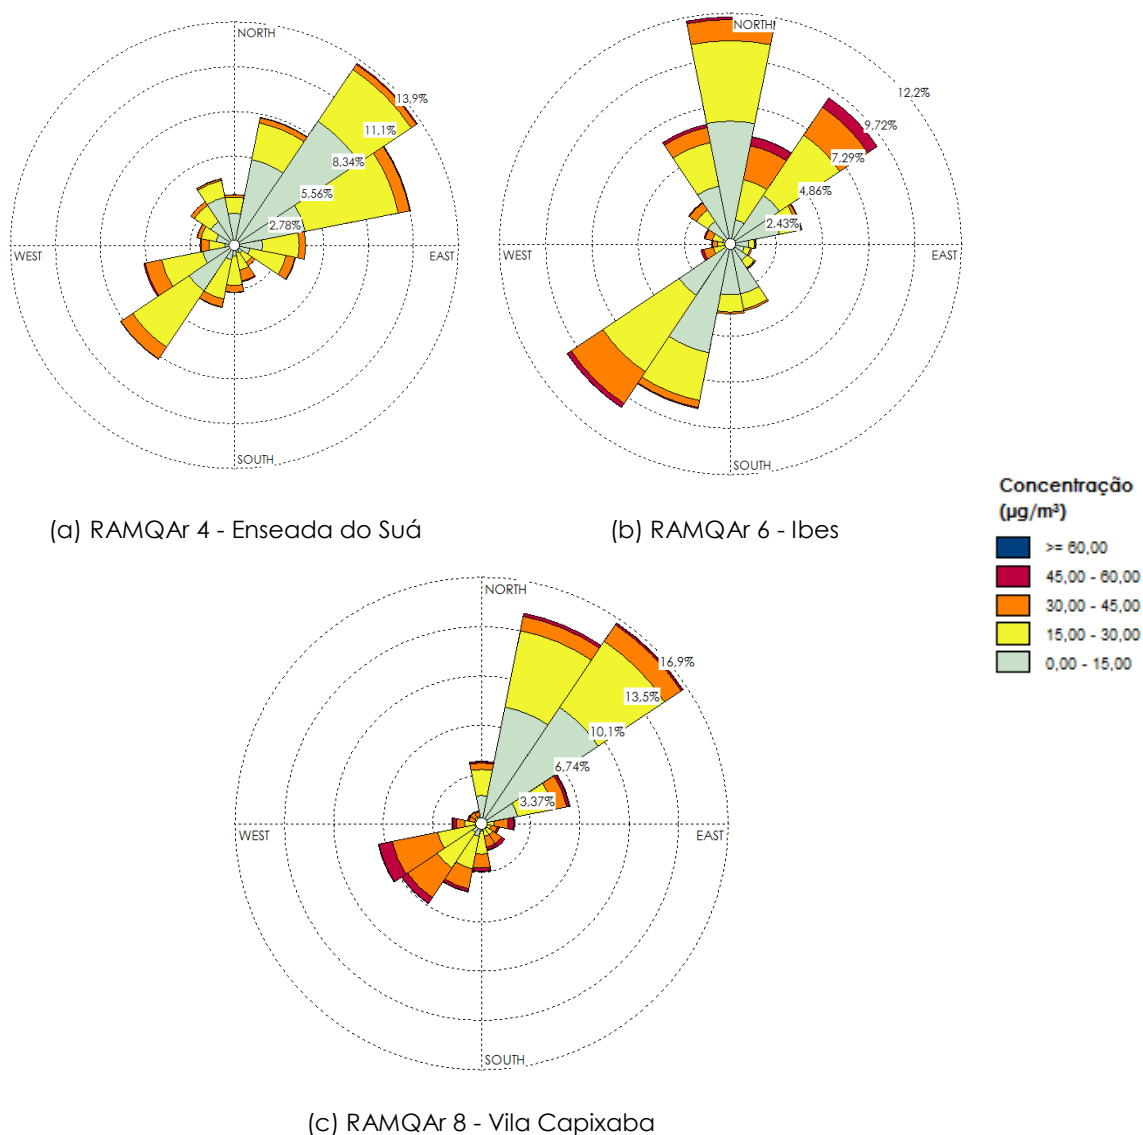 NORTH
13,9%
11,1%
8,34%
5,56%
2,78%
WEST
EAST
SOUTH
(a) RAMQAr 4 - Enseada do Suá
NORTH
12,2%
9,72%
7,29%
4,86%
2,43%
WEST
EAST
SOUTH
(b) RAMQAr 6 - Ibes
Concentração
(µg/m³)
>= 60,00
45,00 - 60,00
30,00 - 45,00
15,00 - 30,00
0,00 - 15,00
NORTH
16,9%
13,5%
10,1%
6,74%
3,37%
WEST
EAST
SOUTH
(c) RAMQAr 8 - Vila Capixaba